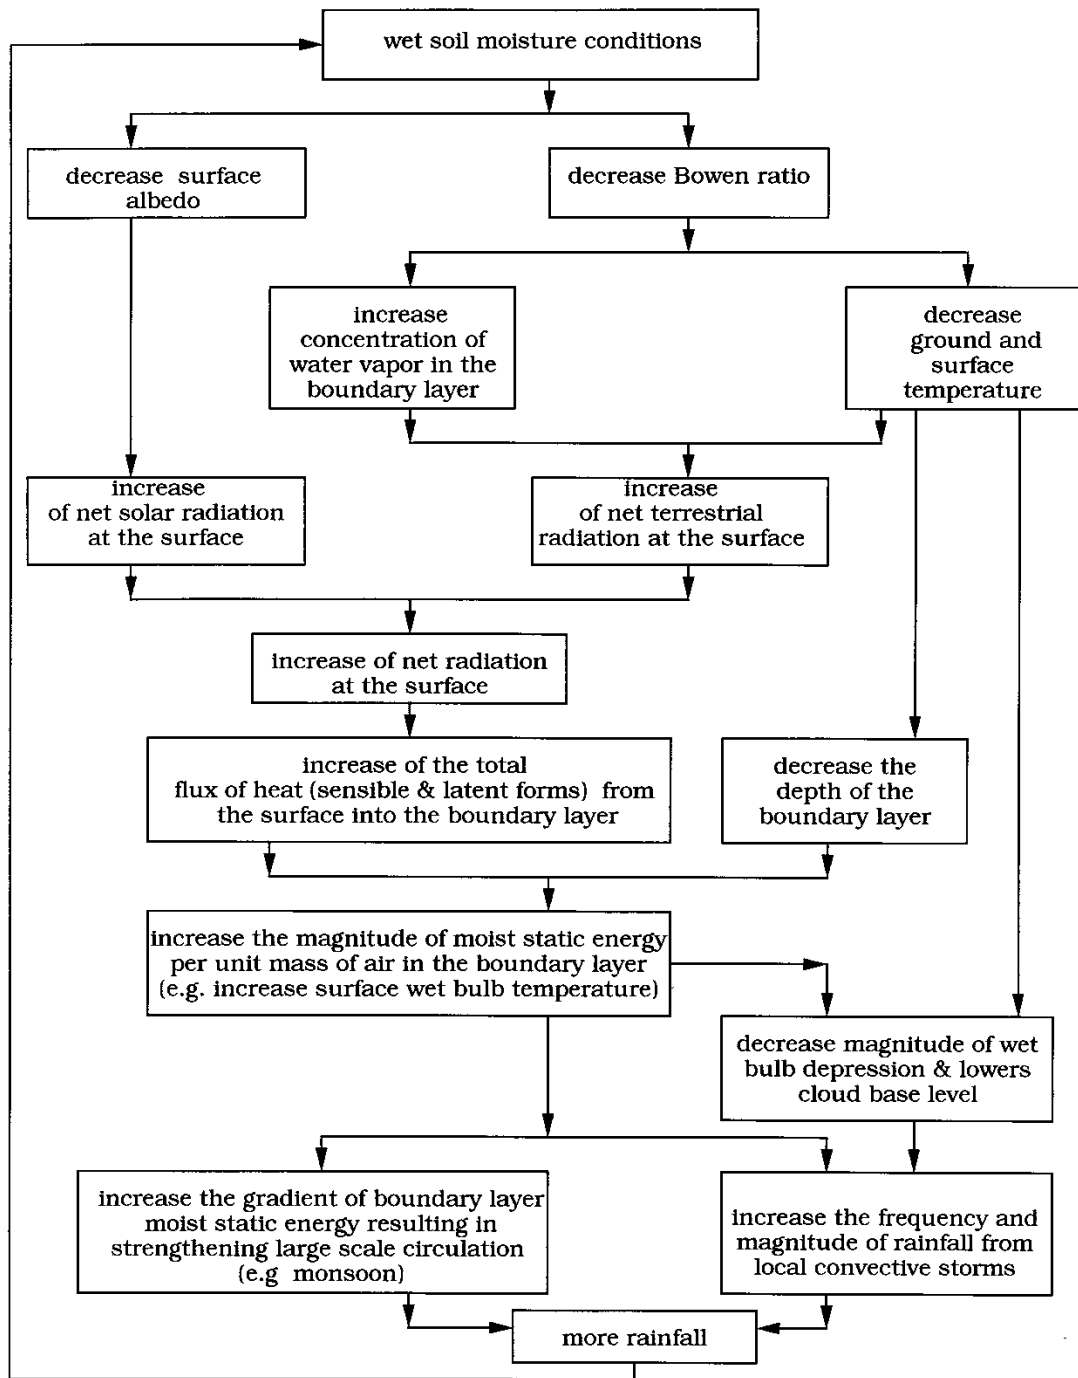 wet soil moisture conditions
decrease surface
albedo
decrease Bowen ratio
increase
concentration of
water vapor in the
boundary layer
decrease
ground and
surface
temperature
increase
of net solar radiation
at the surface
increase
of net terrestrial
radiation at the surface
increase of net radiation
at the surface
increase of the total
flux of heat (sensible & latent forms) from
the surface into the boundary layer
decrease the
depth of the
boundary layer
increase the magnitude of moist static energy
per unit mass of air in the boundary layer
(e.g. increase surface wet bulb temperature)
decrease magnitude of wet
bulb depression & lowers
cloud base level
increase the gradient of boundary layer
moist static energy resulting in
strengthening large scale circulation
(e.g monsoon)
increase the frequency and
magnitude of rainfall from
local convective storms
more rainfall